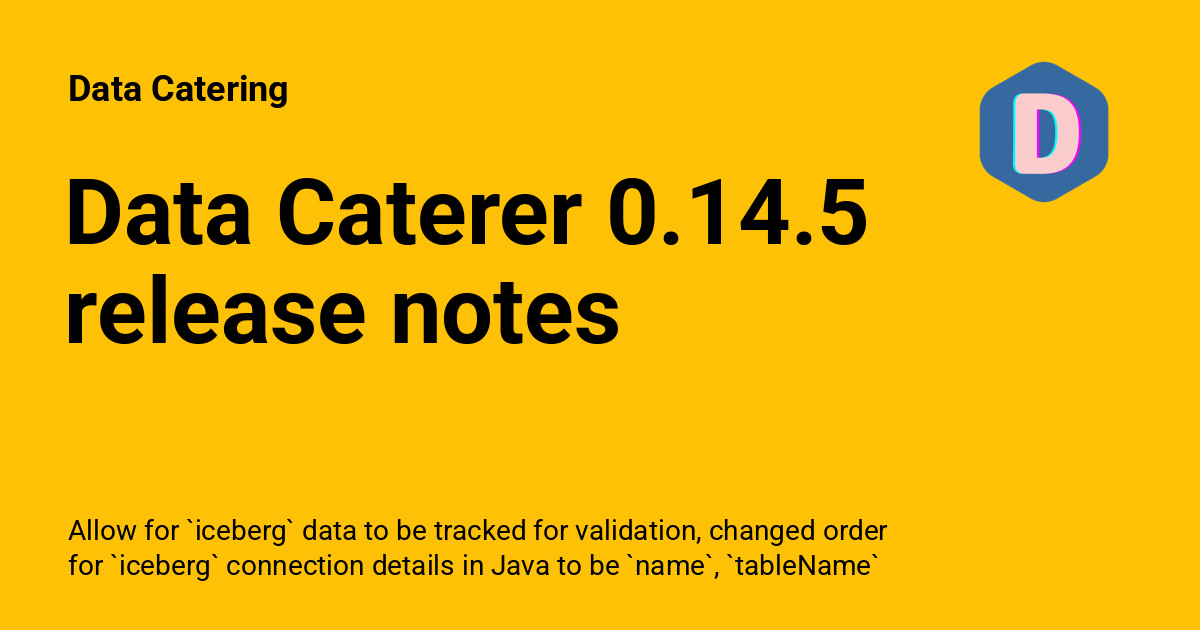 Data Catering
D
Data Caterer 0.14.5
release notes
Allow for `iceberg` data to be tracked for validation, changed order
for `iceberg` connection details in Java to be `name`, `tableName`